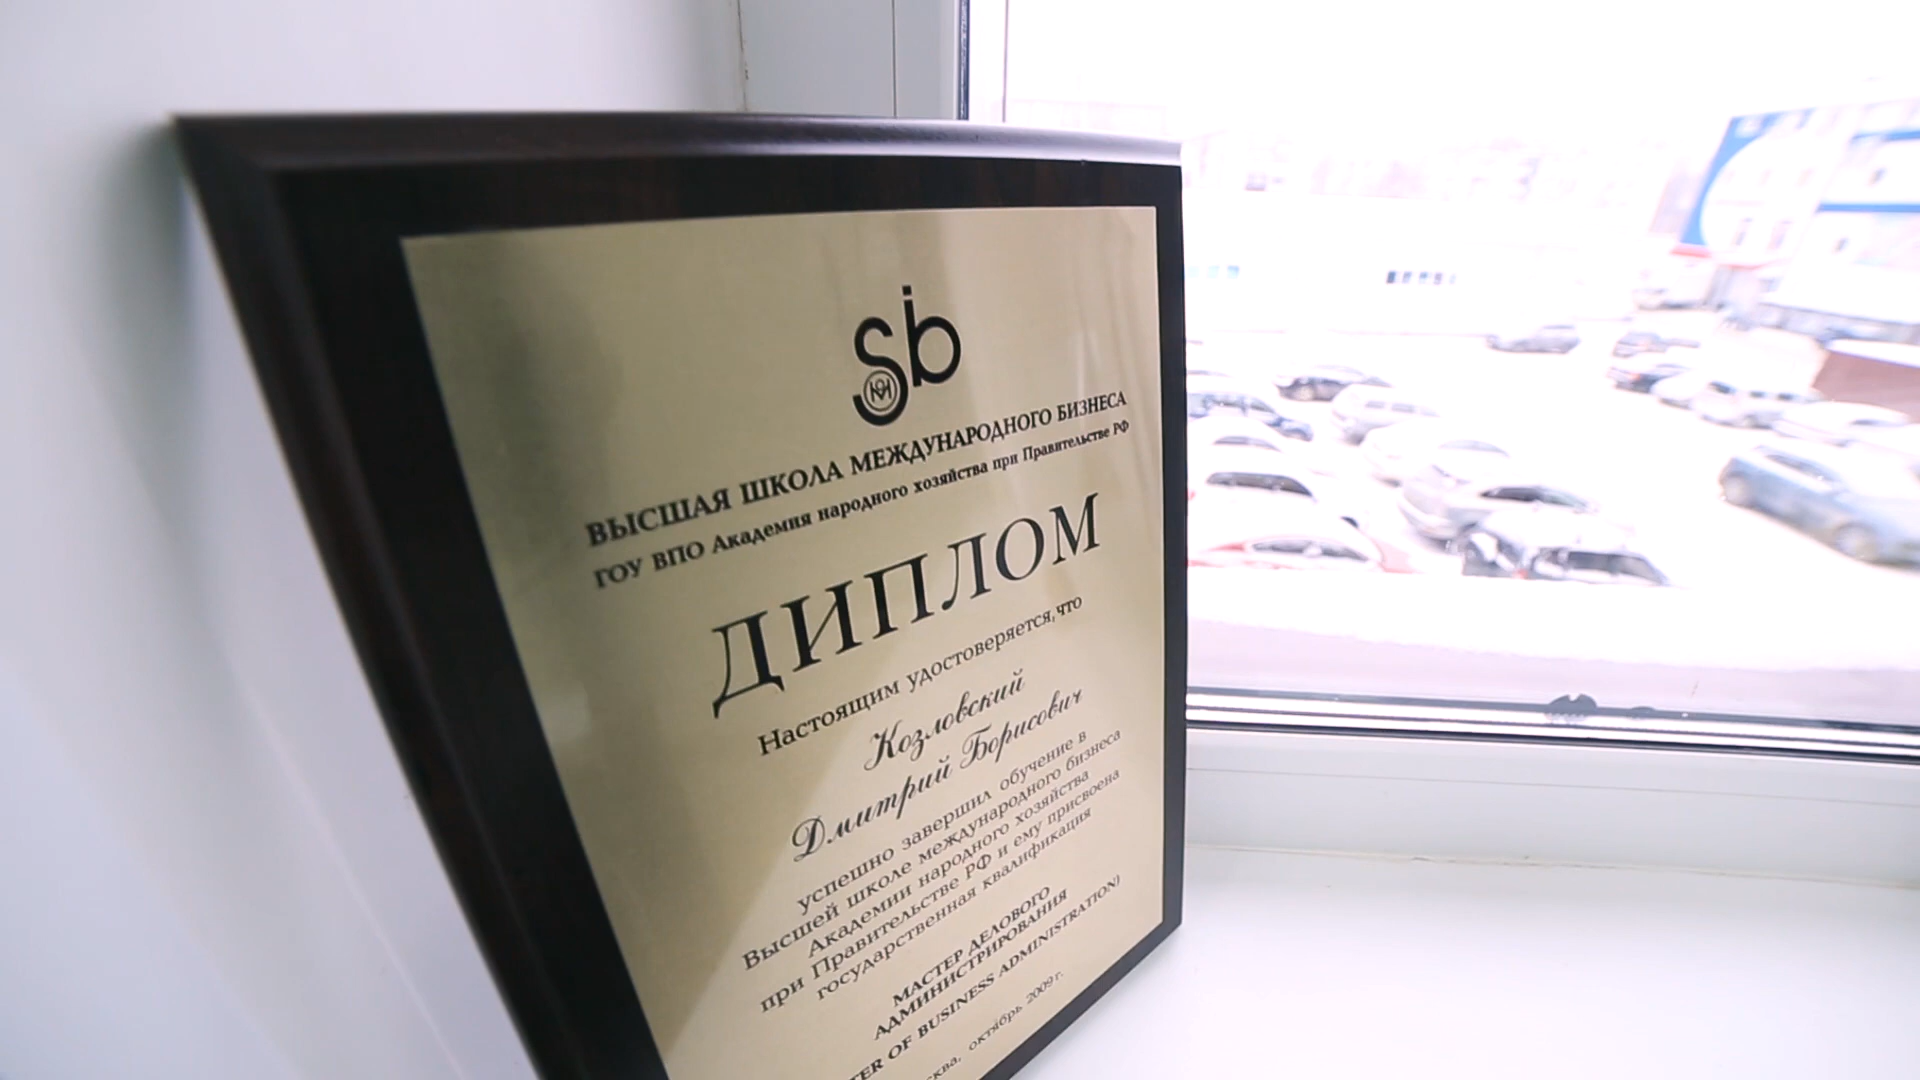 Sib
ВЫСШАЯ ШКОЛА МЕЖДУНАРОДНОГО БИЗНЕСА
ГОУ ВПО Академия народного хозяйства при Правительстве РФ
ДИПЛОМ
Настоящим удостоверяется, что
Козловский
Дмитрий Борисович
успешно завершил обучение в
Высшей школе международного бизнеса
Академии народного хозяйства
при Правительстве РФ и ему присвоена
государственная квалификация
МАСТЕР ДЕЛОВОГО
АДМИНИСТРИРОВАНИЯ
OF BUSINESS ADMINISTRATION)
октябрь 2009 г.